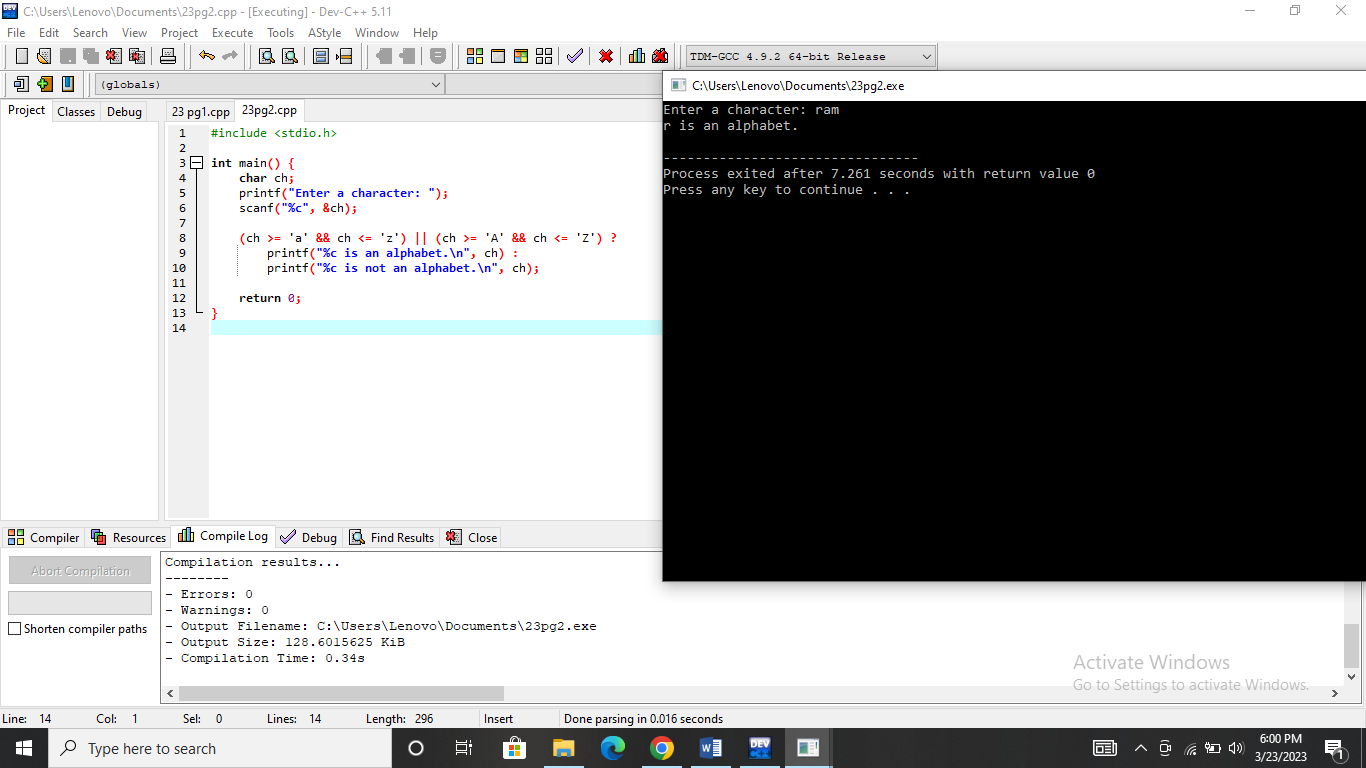 C:\Users\Lenovo\Documents\23pg2.cpp - [Executing] - Dev-C++ 5.11
File Edit Search View Project Execute Tools AStyle Window Help
TDM-GCC 4.9.2 64-bit Release
(globals)
Project Classes Debug
23 pg1.cpp 23pg2.cpp
1 #include <stdio.h>
2
3 int main() {
4 char ch;
5 printf("Enter a character: ");
6 scanf("%c", &ch);
7
8 (ch >= 'a' && ch <= 'z') || (ch >= 'A' && ch <= 'Z') ?
9 printf("%c is an alphabet.\n", ch) :
10 printf("%c is not an alphabet.\n", ch);
11
12 return 0;
13 }
14
C:\Users\Lenovo\Documents\23pg2.exe
Enter a character: ram
r is an alphabet.
--------------------------------
Process exited after 7.261 seconds with return value 0
Press any key to continue . . .
Compiler Resources Compile Log Debug Find Results Close
Abort Compilation
Shorten compiler paths
Compilation results...
--------
- Errors: 0
- Warnings: 0
- Output Filename: C:\Users\Lenovo\Documents\23pg2.exe
- Output Size: 128.6015625 KiB
- Compilation Time: 0.34s
Activate Windows
Go to Settings to activate Windows.
Line: 14 Col: 1 Sel: 0 Lines: 14 Length: 296 Insert Done parsing in 0.016 seconds
Type here to search
DEV
6:00 PM
3/23/2023
1